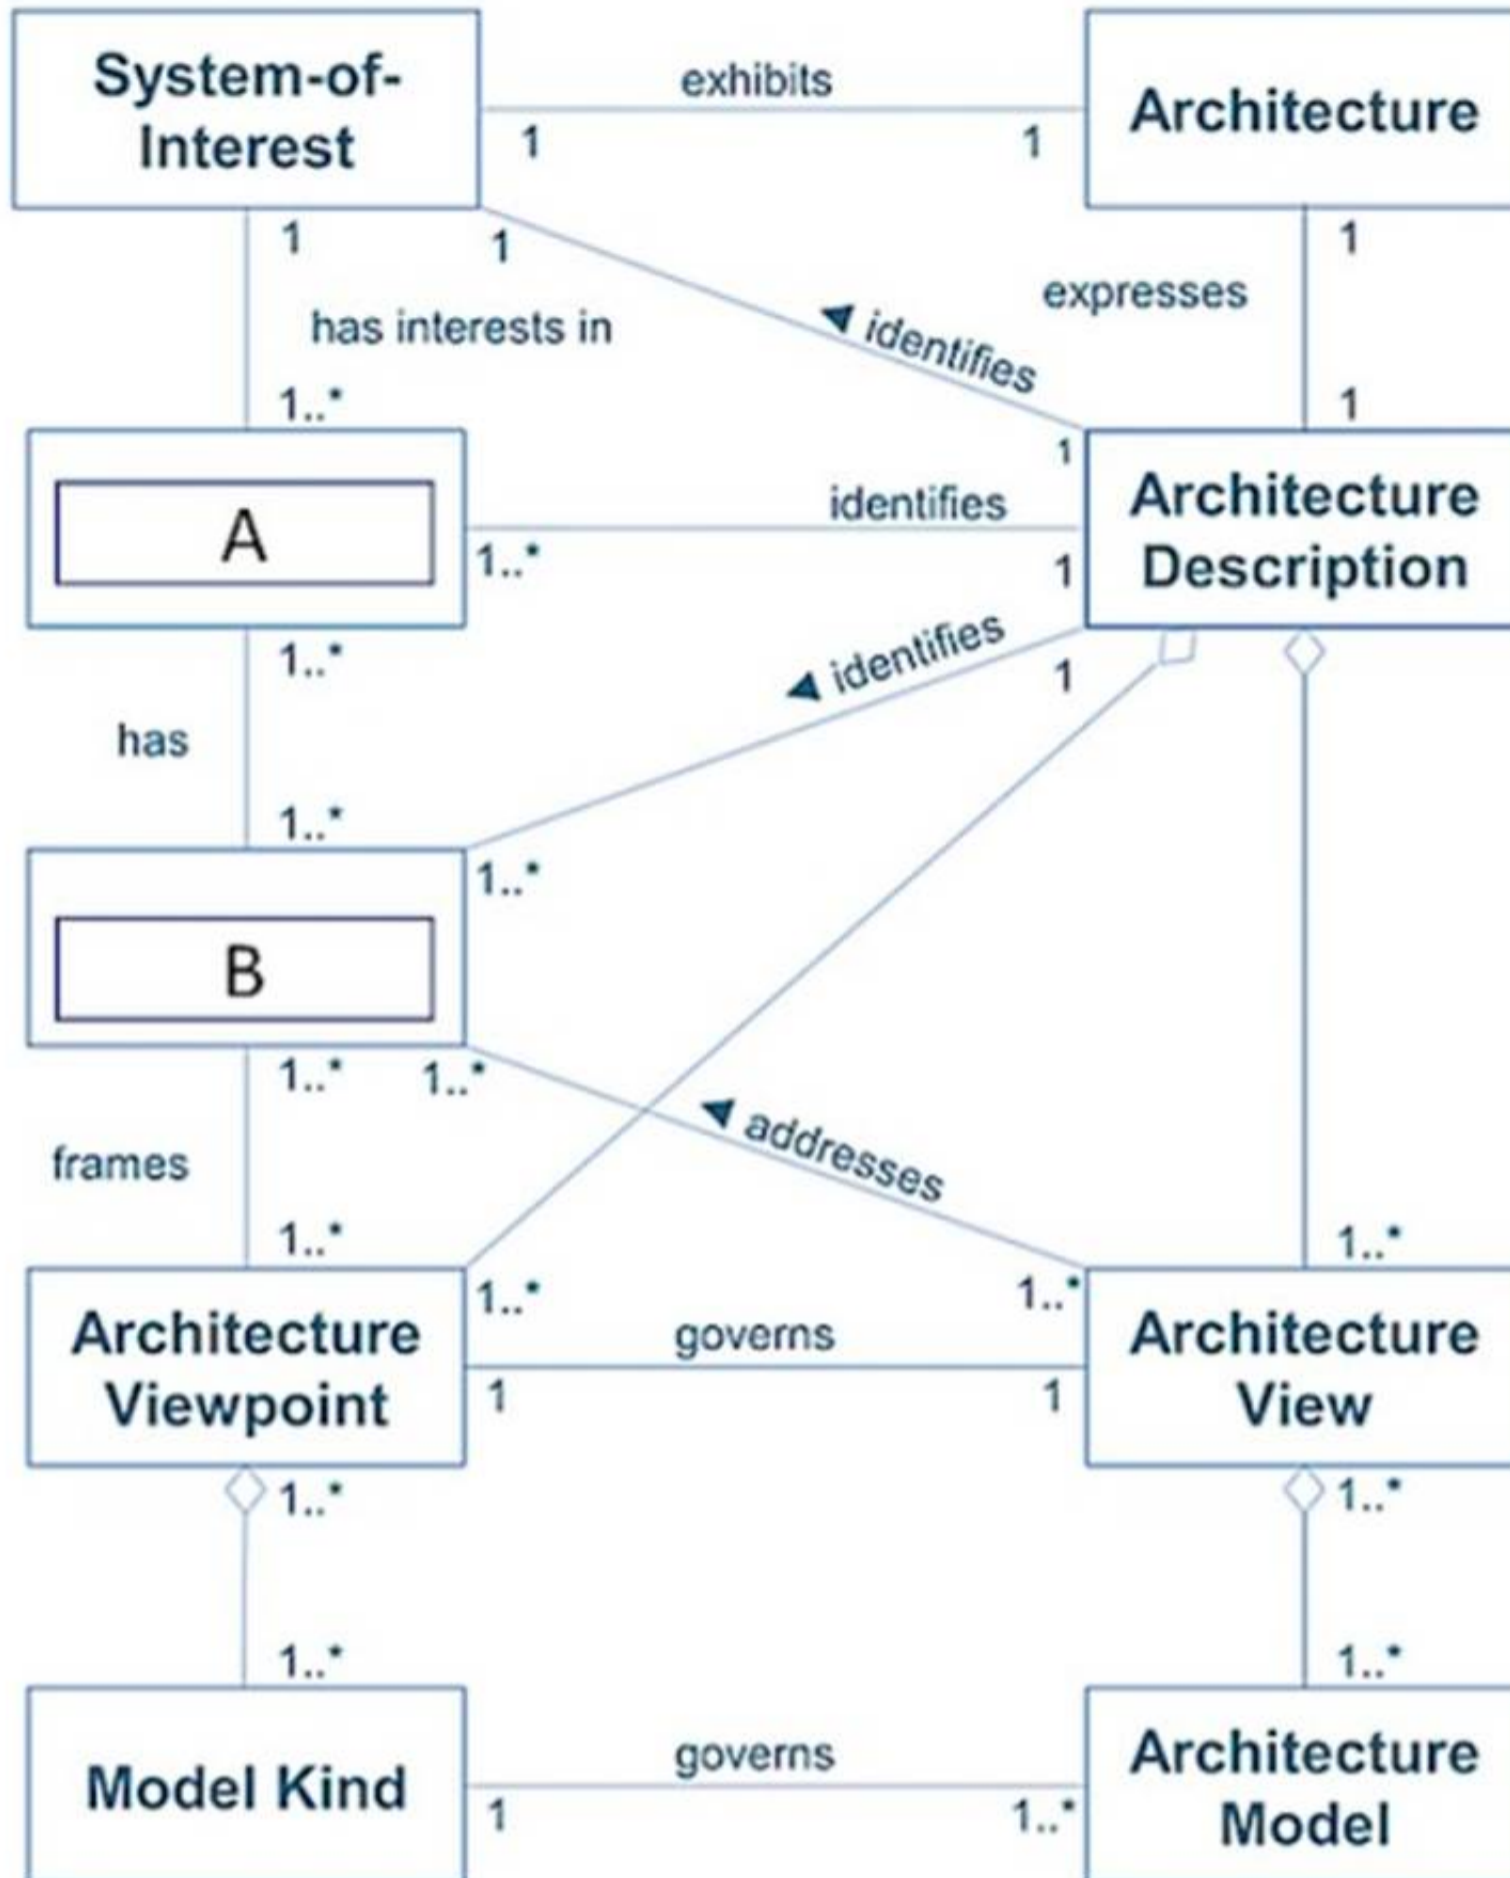 System-of-
Interest
exhibits
1
1
Architecture
1
1
1
has interests in
identifies
expresses
1..*
1
1
A
identifies
1..*
1
Architecture
Description
1..*
identifies
1
has
1..*
1..*
B
1..*
1..*
addresses
frames
1..*
1..*
1..*
1..*
Architecture
Viewpoint
governs
1
1
Architecture
View
1..*
1..*
1..*
1..*
Model Kind
governs
1
1..*
Architecture
Model